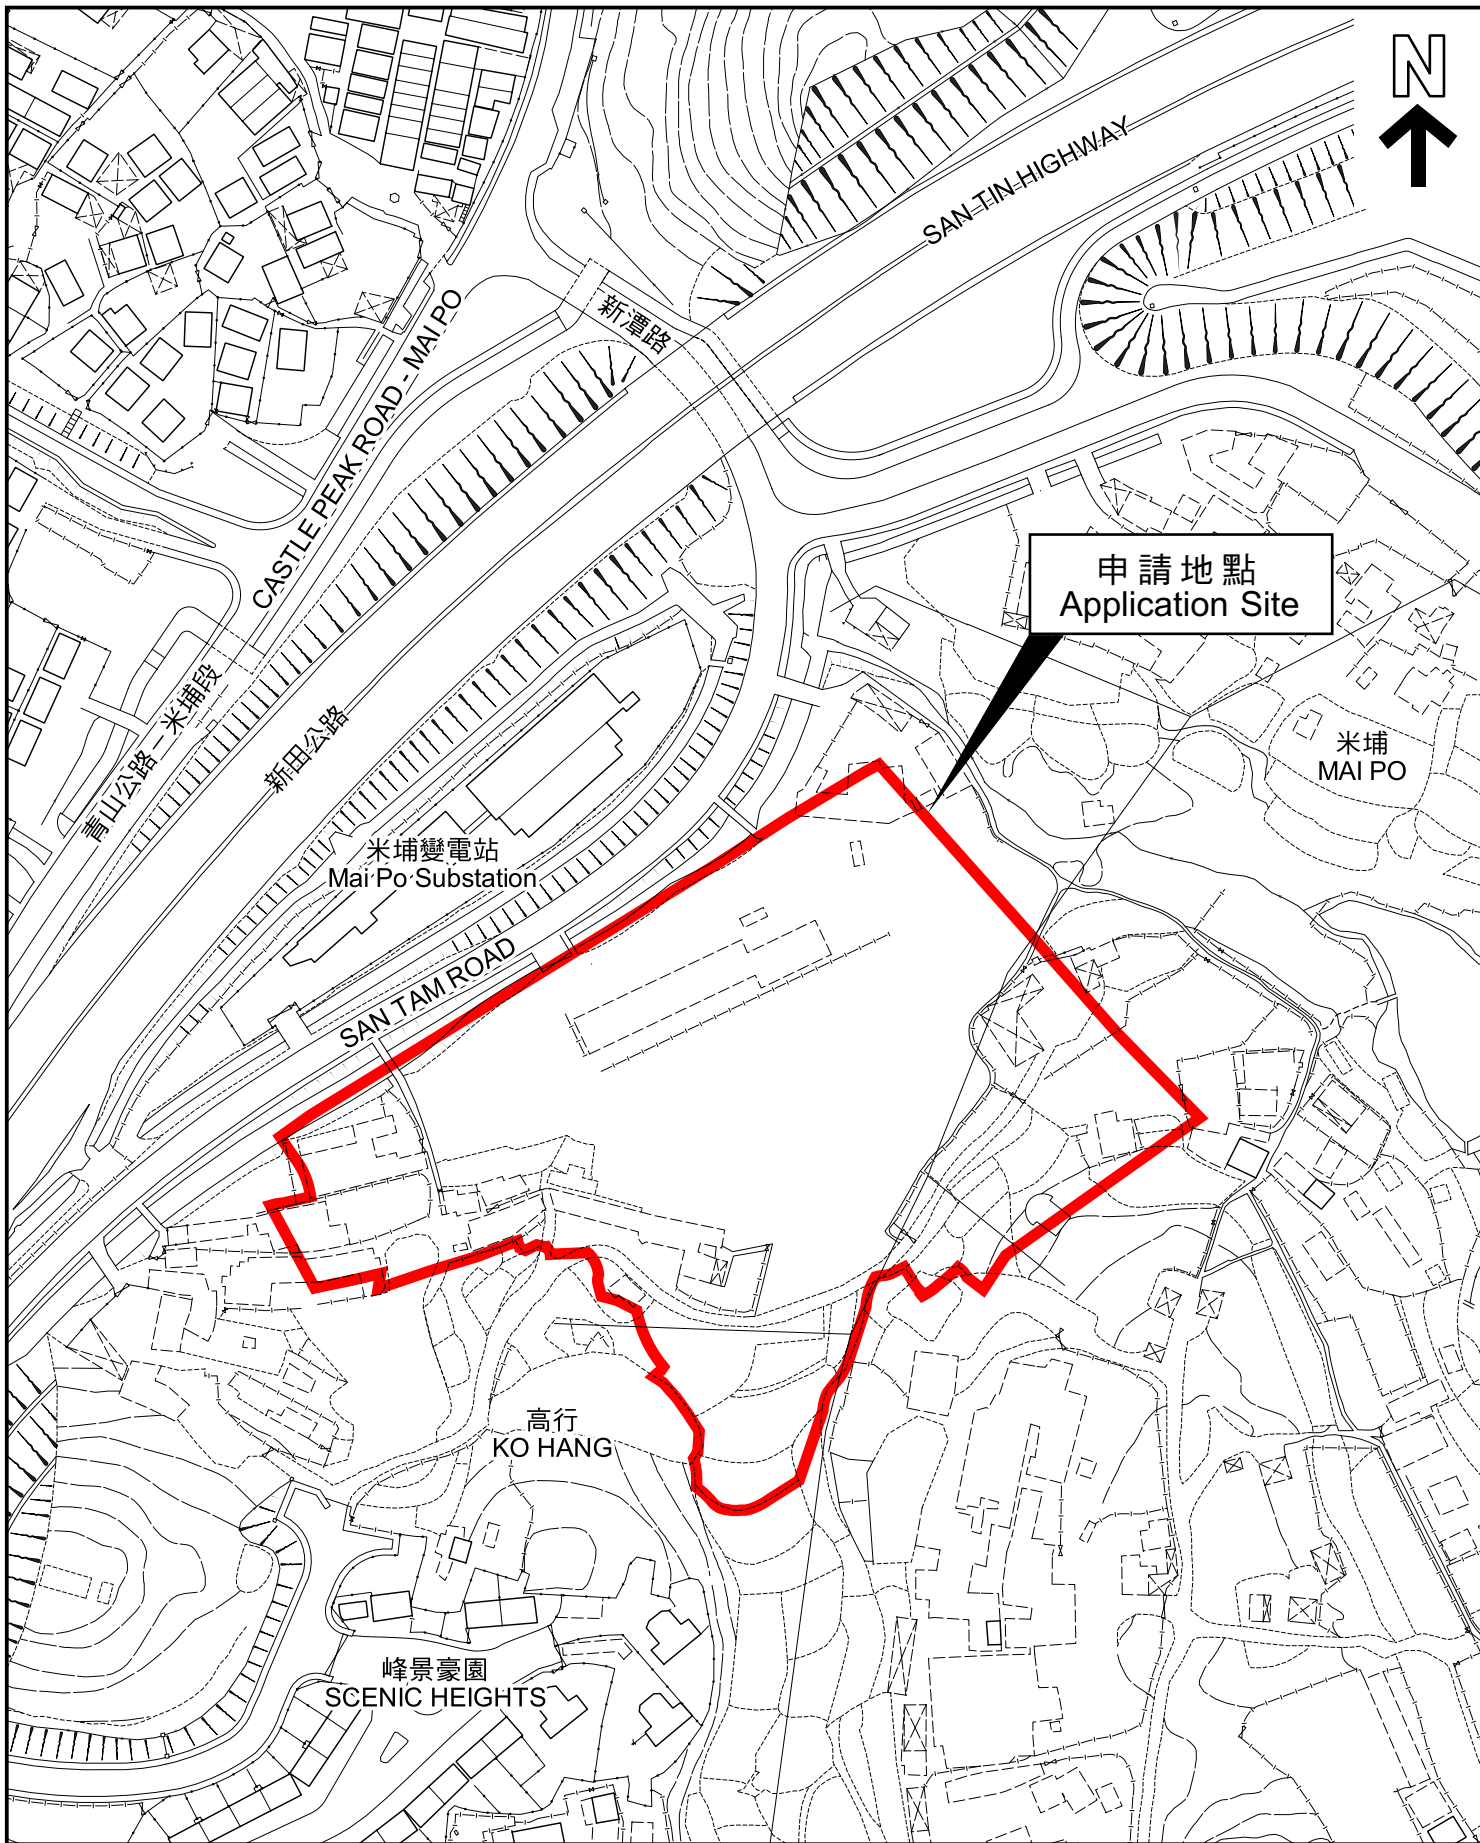 N
SAN TIN HIGHWAY
新潭路
CASTLE PEAK ROAD - MAI PO
申請地點
Application Site
青山公路－米埔段
新田公路
米埔
MAI PO
米埔變電站
Mai Po Substation
SAN TAM ROAD
高行
KO HANG
峰景豪園
SCENIC HEIGHTS